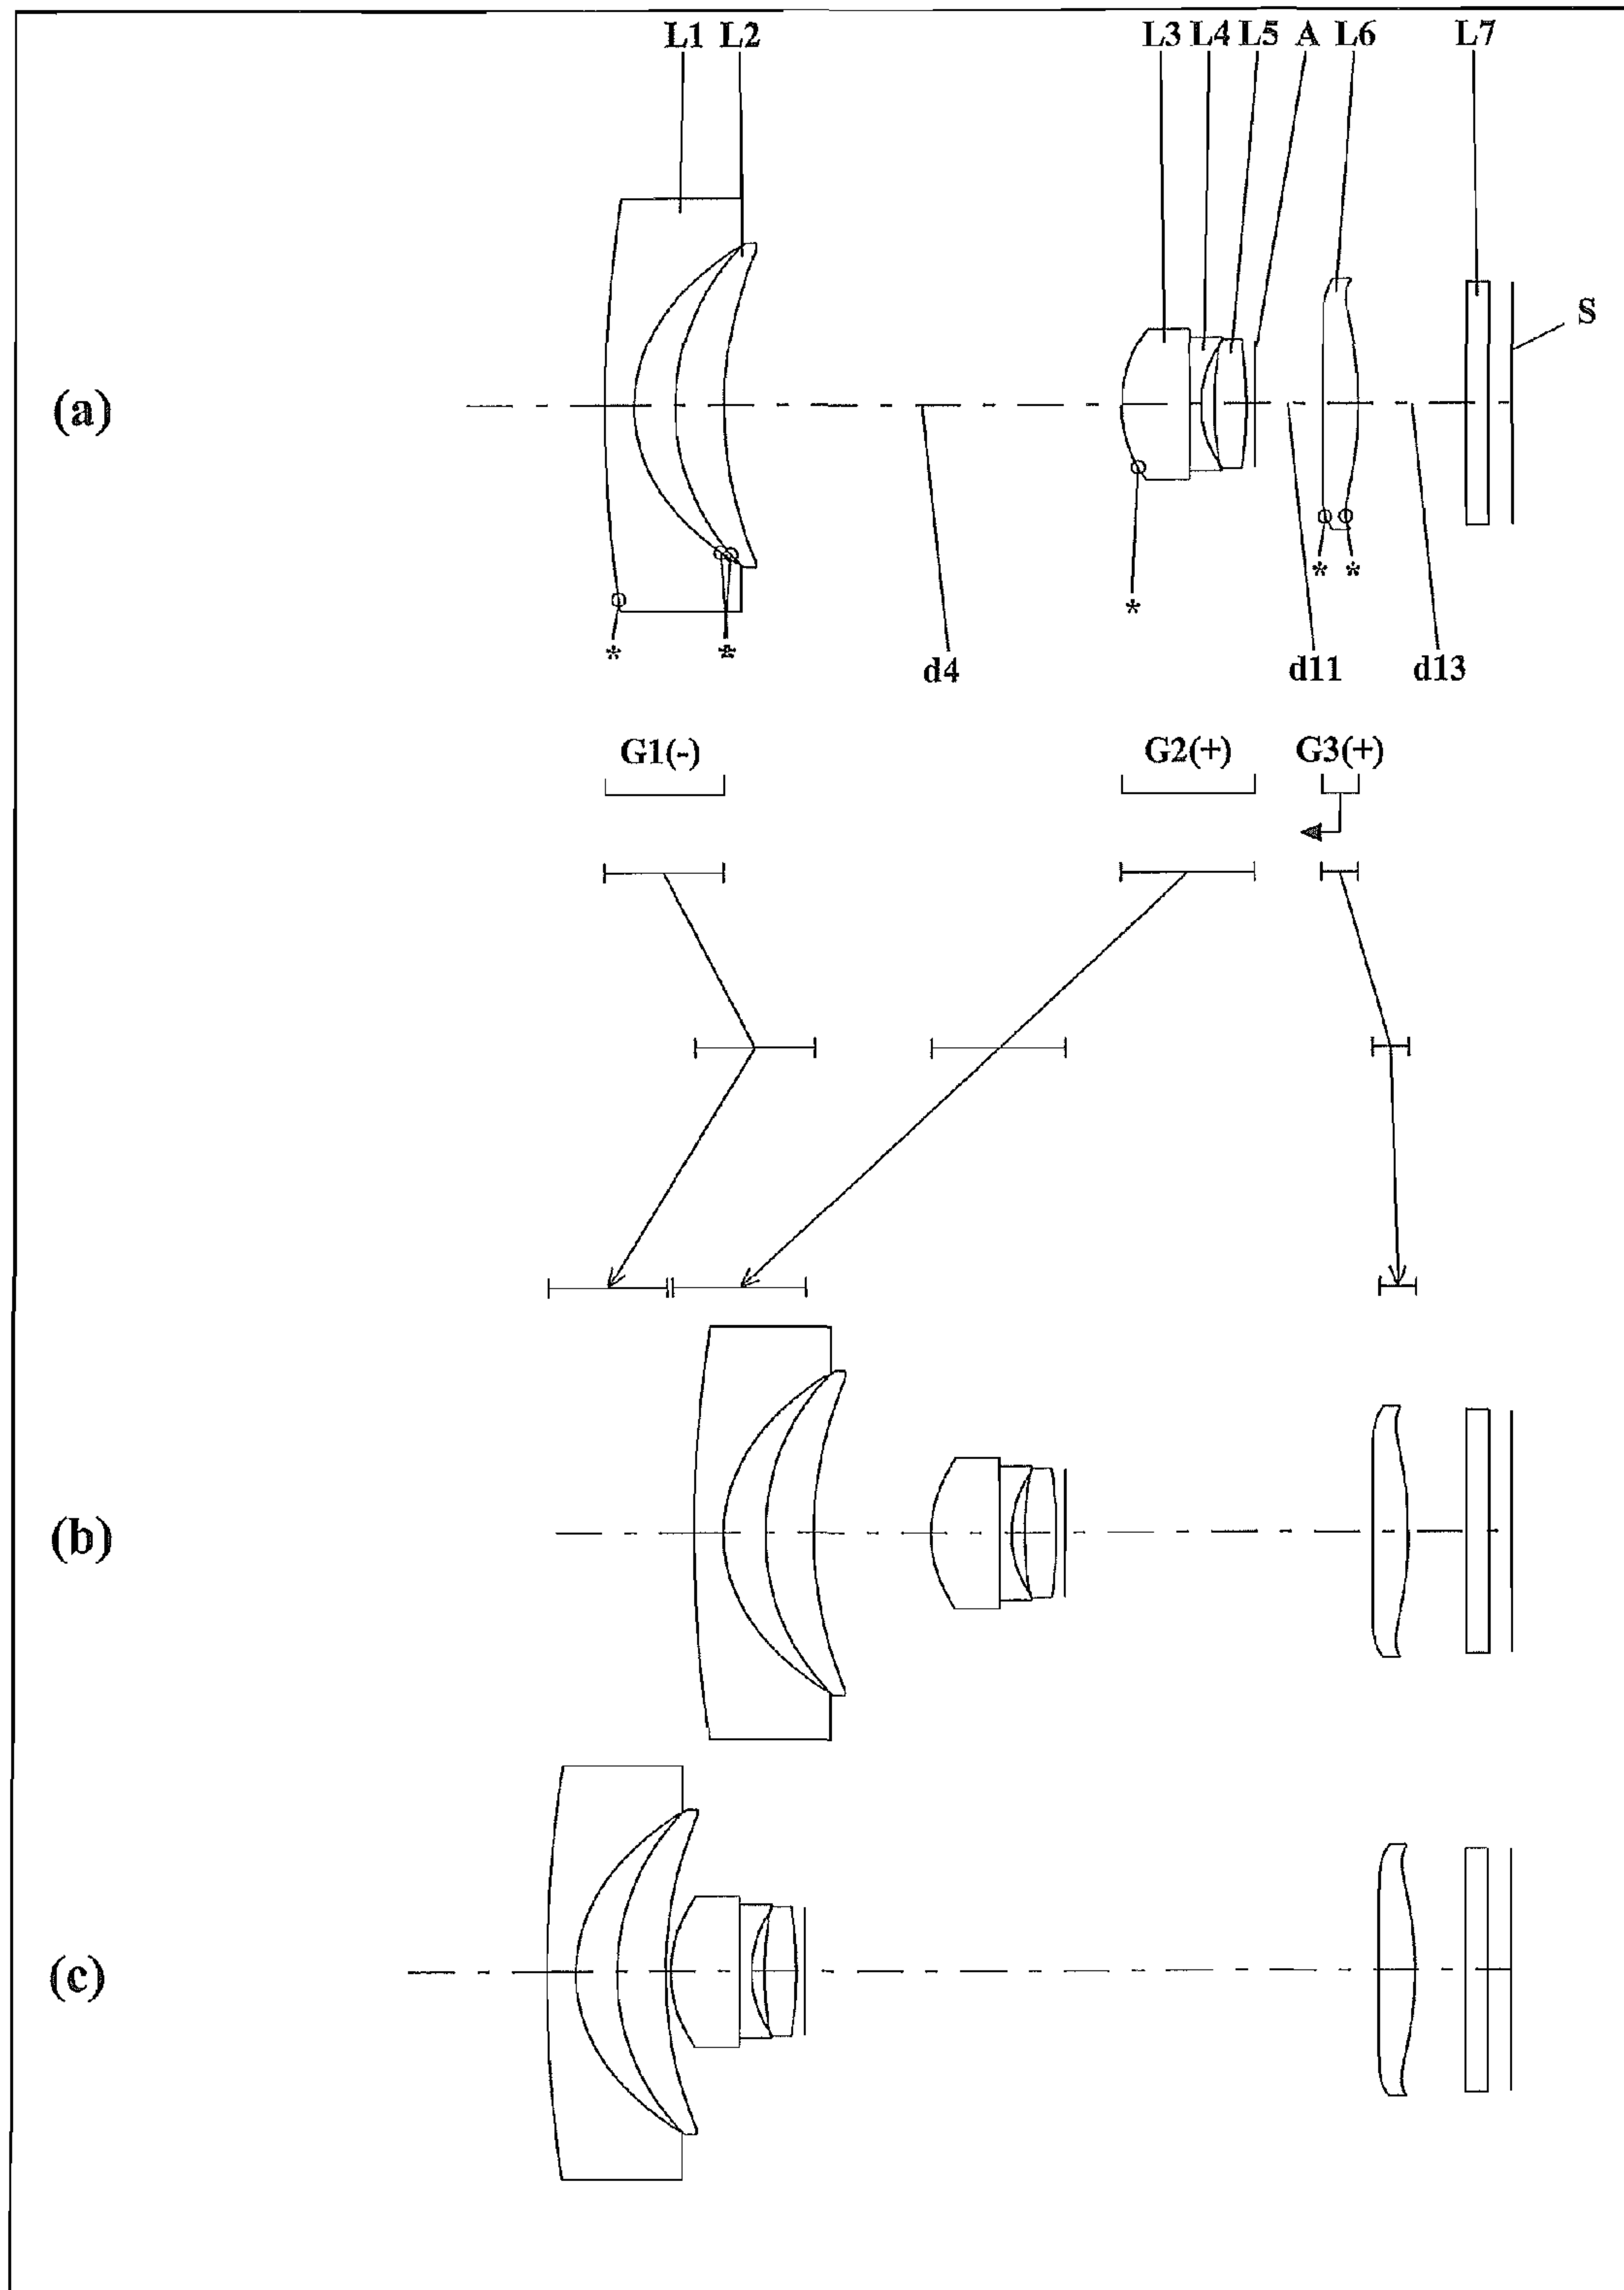 L1 L2 L3 L4 L5 A L6 L7
S
(a)
* * * * *
d4 d11 d13
G1(-) G2(+) G3(+)
(b)
(c)